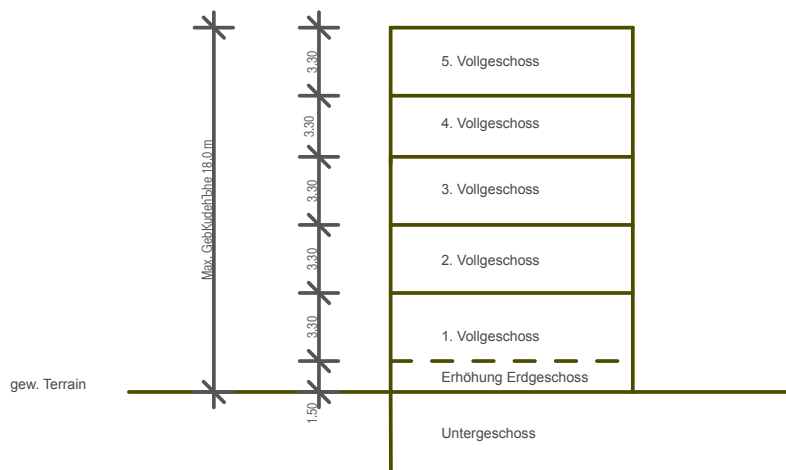 3.30
5. Vollgeschoss
3.30
4. Vollgeschoss
Max. GebKudehЪhe 18.0 m
3.30
3. Vollgeschoss
3.30
2. Vollgeschoss
3.30
1. Vollgeschoss
gew. Terrain
Erhöhung Erdgeschoss
1.50
Untergeschoss